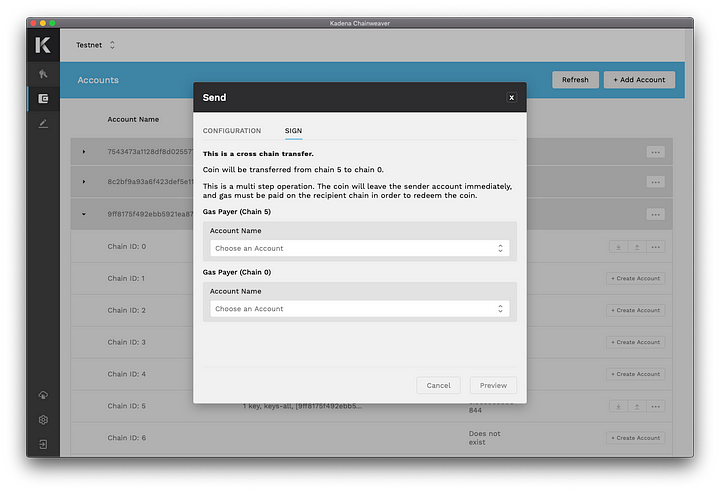 Kadena Chainweaver
Testnet
Accounts
Refresh
+ Add Account
Account Name
Send
x
CONFIGURATION
SIGN
This is a cross chain transfer.
Coin will be transferred from chain 5 to chain 0.
This is a multi step operation. The coin will leave the sender account immediately,
and gas must be paid on the recipient chain in order to redeem the coin.
Gas Payer (Chain 5)
Account Name
Choose an Account
Gas Payer (Chain 0)
Account Name
Choose an Account
Cancel
Preview
7543473a1128df8d02557
8c2bf9a93a6f423def5e11
9ff8175f492ebb5921ea87
Chain ID: 0
Chain ID: 1
+ Create Account
Chain ID: 2
+ Create Account
Chain ID: 3
+ Create Account
Chain ID: 4
+ Create Account
Chain ID: 5
1 key, keys-all, [9ff8175f492ebb5...
844
Chain ID: 6
Does not
exist
+ Create Account